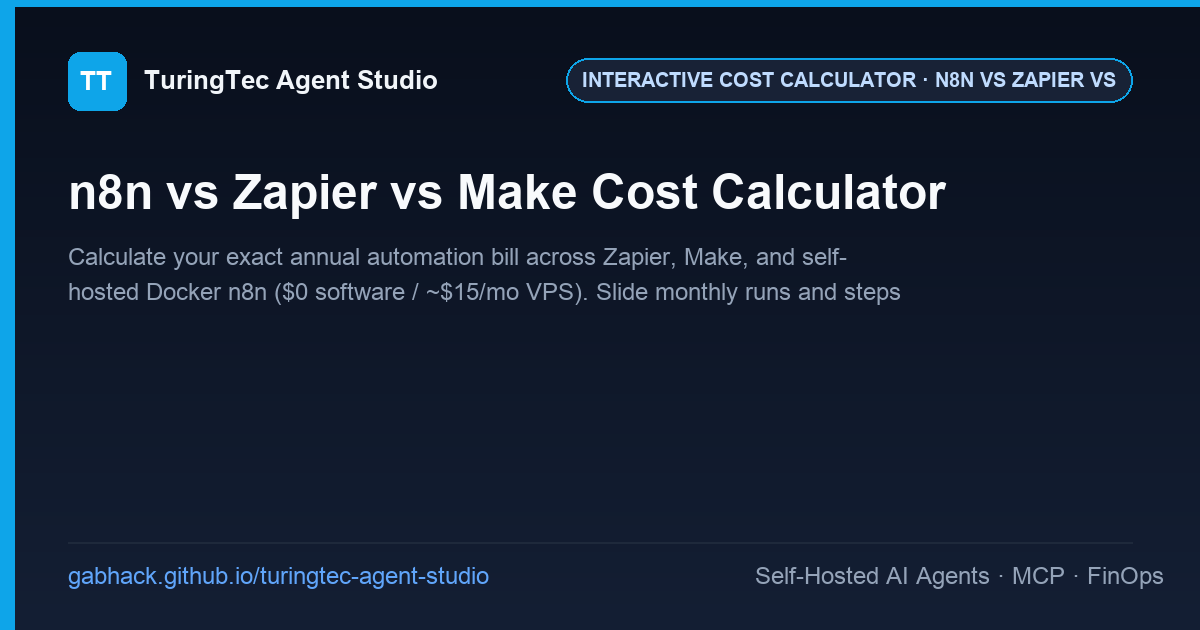 TT
TuringTec Agent Studio
INTERACTIVE COST CALCULATOR · N8N VS ZAPIER VS
n8n vs Zapier vs Make Cost Calculator
Calculate your exact annual automation bill across Zapier, Make, and self-
hosted Docker n8n ($0 software / ~$15/mo VPS). Slide monthly runs and steps
gabhack.github.io/turingtec-agent-studio
Self-Hosted AI Agents · MCP · FinOps